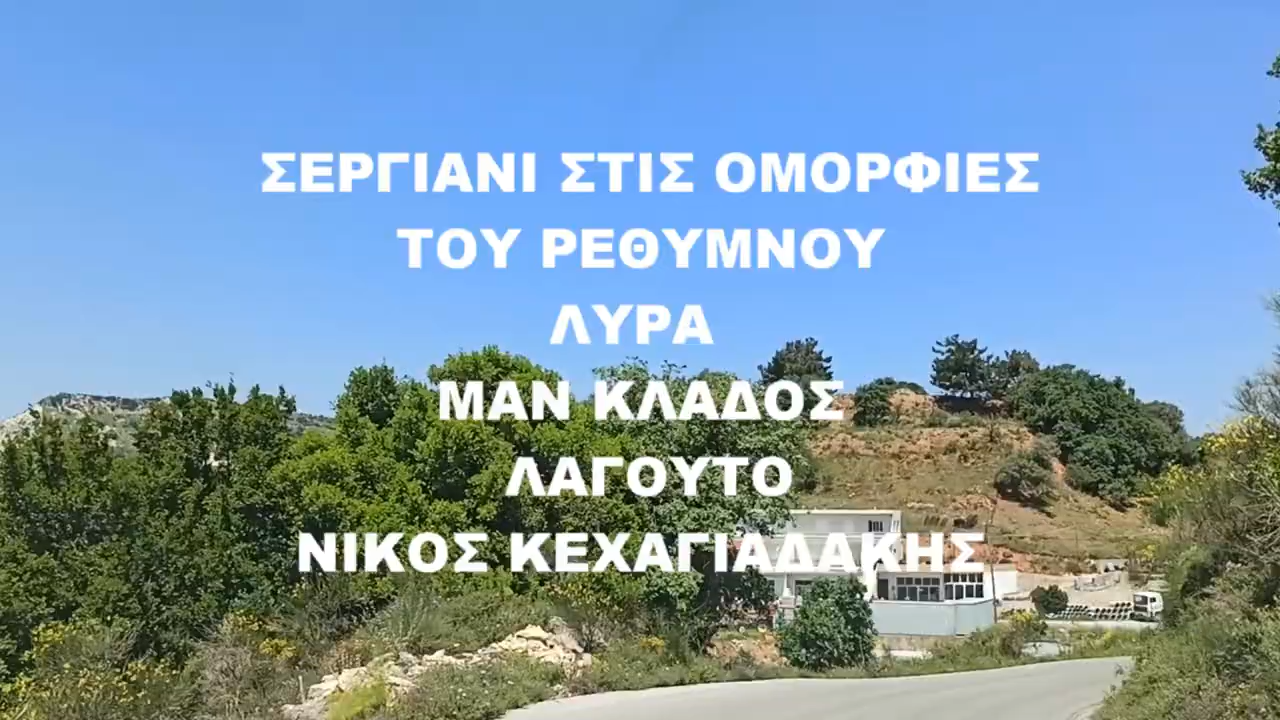 ΣΕΡΓΙΑΝΙ ΣΤΙΣ ΟΜΟΡΦΙΕΣ
ΤΟΥ ΡΕΘΥΜΝΟΥ
ΛΥΡΑ
ΜΑΝ ΚΛΑΔΟΣ
ΛΑΓΟΥΤΟ
ΝΙΚΟΣ ΚΕΧΑΓΙΑΔΑΚΗΣ